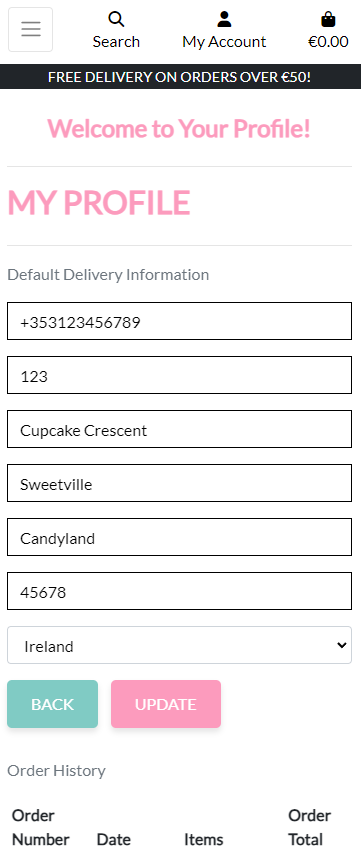 Search
My Account
€0.00
FREE DELIVERY ON ORDERS OVER €50!
Welcome to Your Profile!
MY PROFILE
Default Delivery Information
+353123456789
123
Cupcake Crescent
Sweetville
Candyland
45678
Ireland
BACK
UPDATE
Order History
Order Number
Date
Items
Order Total